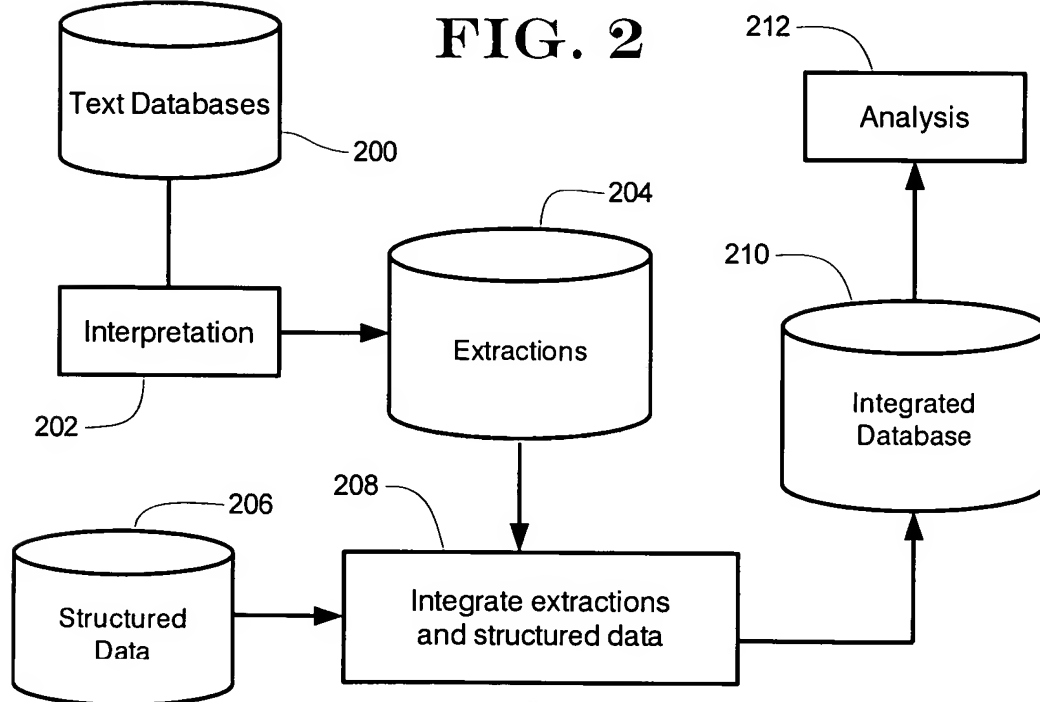 FIG. 2
Text Databases
200
Interpretation
202
204
Extractions
206
Structured
Data
208
Integrate extractions
and structured data
210
Integrated
Database
212
Analysis